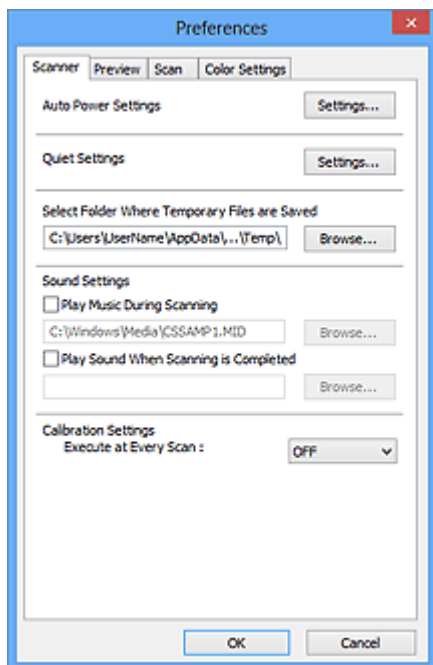 Preferences
Scanner Preview Scan Color Settings
Auto Power Settings Settings...
Quiet Settings Settings...
Select Folder Where Temporary Files are Saved
C:\Users\UserName\AppData\,...\Temp\ Browse...
Sound Settings
Play Music During Scanning
C:\Windows\Media\CSSAMP1.MID Browse...
Play Sound When Scanning is Completed
Browse...
Calibration Settings
Execute at Every Scan : OFF
OK Cancel